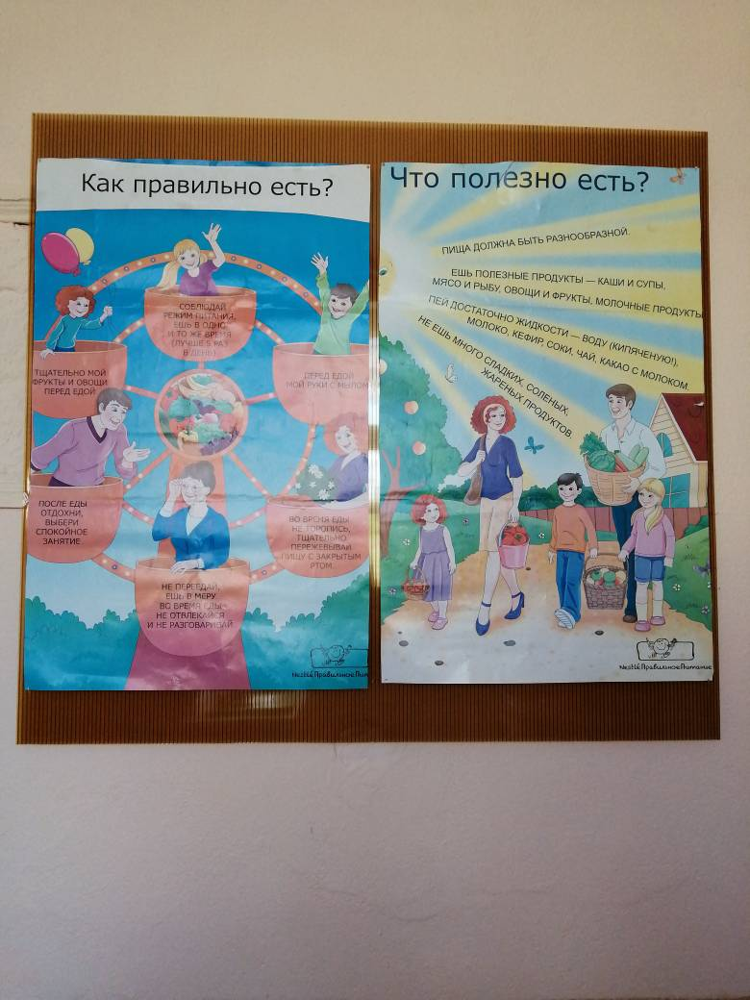 Как правильно есть?
СОБЛЮДАЙ
РЕЖИМ ПИТАНИЯ,
ЕШЬ В ОДНО
И ТО ЖЕ ВРЕМЯ
(ЛУЧШЕ 5 РАЗ
В ДЕНЬ)
ТЩАТЕЛЬНО МОЙ
ФРУКТЫ И ОВОЩИ
ПЕРЕД ЕДОЙ
ПЕРЕД ЕДОЙ
МОЙ РУКИ С МЫЛОМ
ПОСЛЕ ЕДЫ
ОТДОХНИ,
ВЫБЕРИ
СПОКОЙНОЕ
ЗАНЯТИЕ
ВО ВРЕМЯ ЕДЫ
НЕ ТОРОПИСЬ,
ТЩАТЕЛЬНО
ПЕРЕЖЕВЫВАЙ
ПИЩУ С ЗАКРЫТЫМ
РТОМ
НЕ ПЕРЕЕДАЙ,
ЕШЬ В МЕРУ
ВО ВРЕМЯ ЕДЫ
НЕ ОТВЛЕКАЙСЯ
И НЕ РАЗГОВАРИВАЙ
Nestlé Правильное Пит
Что полезно есть?
ПИЩА ДОЛЖНА БЫТЬ РАЗНООБРАЗНОЙ.
ЕШЬ ПОЛЕЗНЫЕ ПРОДУКТЫ — КАШИ И СУПЫ,
МЯСО И РЫБУ, ОВОЩИ И ФРУКТЫ, МОЛОЧНЫЕ ПРОДУКТЫ
ПЕЙ ДОСТАТОЧНО ЖИДКОСТИ — ВОДУ (КИПЯЧЕНУЮ!),
МОЛОКО, КЕФИР, СОКИ, ЧАЙ, КАКАО С МОЛОКОМ.
НЕ ЕШЬ МНОГО СЛАДКИХ, СОЛЕНЫХ,
ЖАРЕНЫХ ПРОДУКТОВ.
Nestlé Правильное Питание